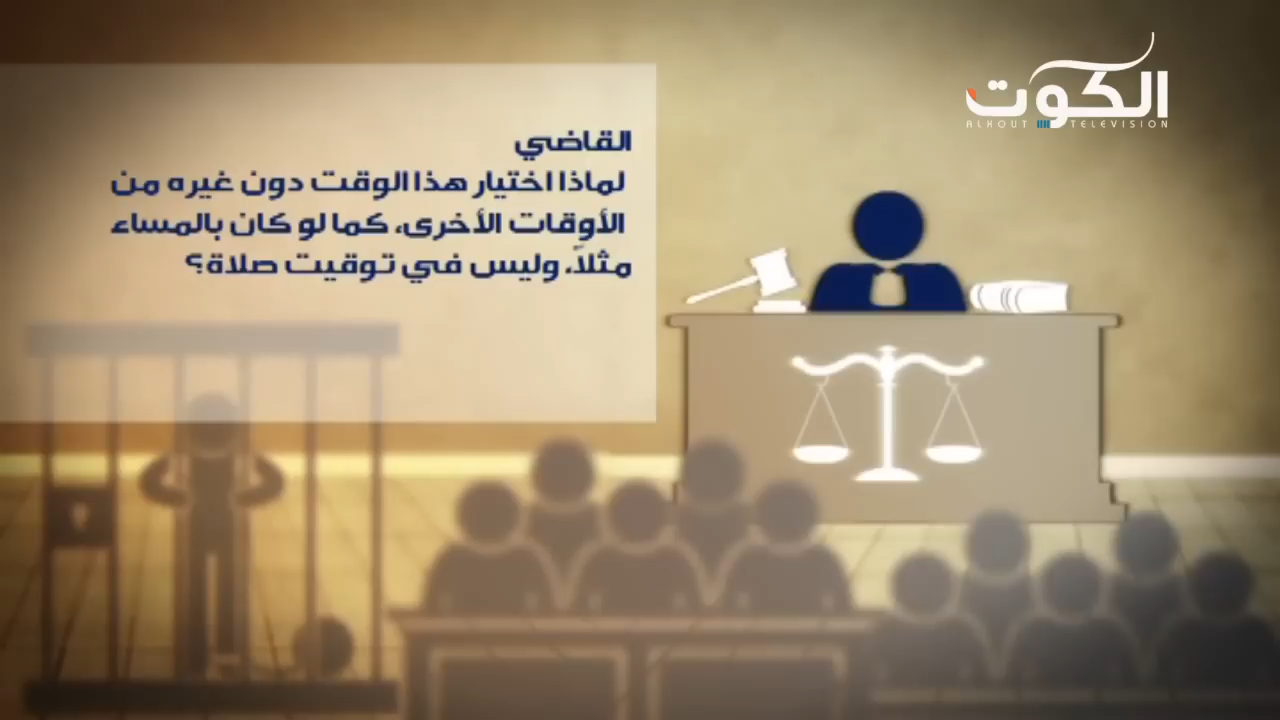 الكوت
ALKOUT TELEVISION
القاضي
لماذا اختيار هذا الوقت دون غيره من
الأوقات الأخرى، كما لو كان بالمساء
مثلاً، وليس في توقيت صلاة؟